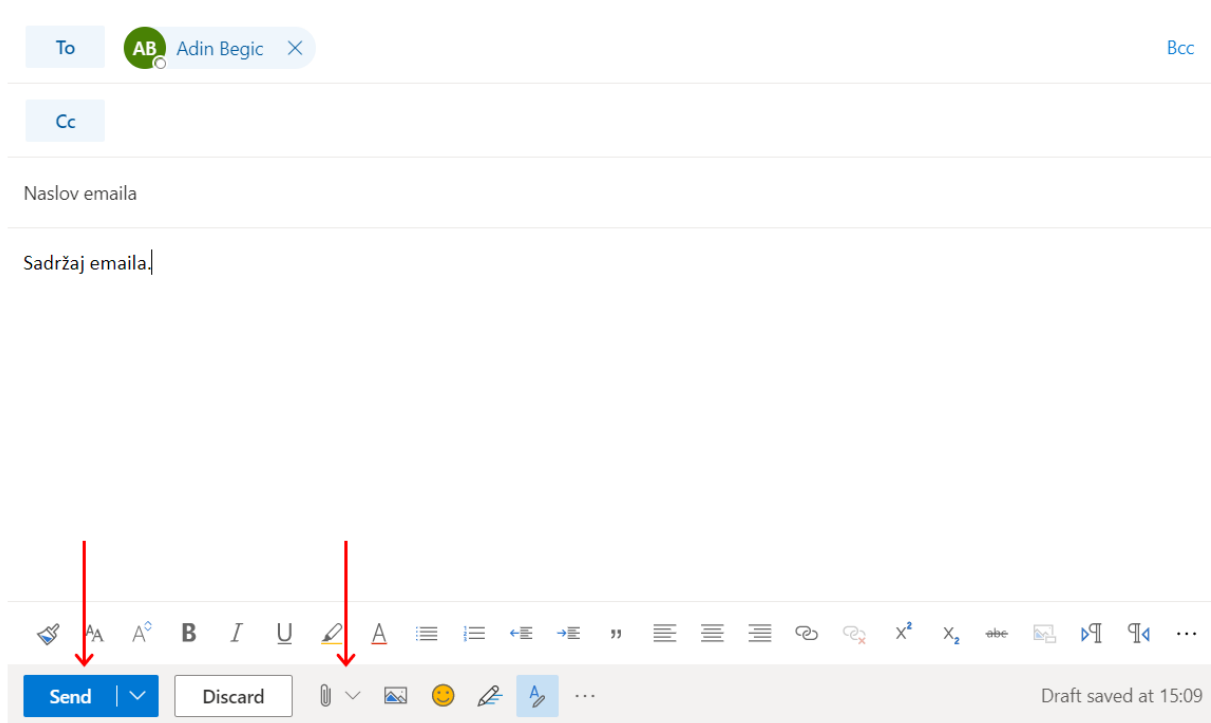 To AB Adin Begic Bcc
Cc
Naslov emaila
Sadržaj emaila.
Send Discard Draft saved at 15:09